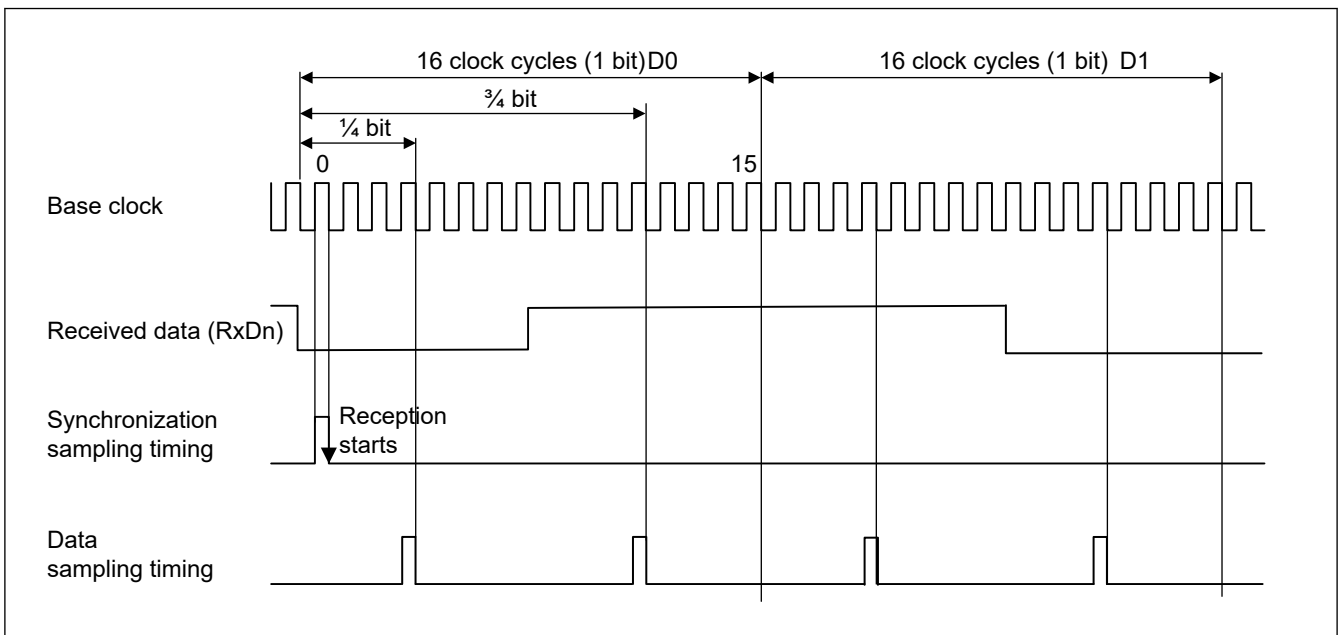 16 clock cycles (1 bit) D0
16 clock cycles (1 bit) D1
¾ bit
¼ bit
0
15
Base clock
Received data (RxDn)
Synchronization
sampling timing
Reception
starts
Data
sampling timing